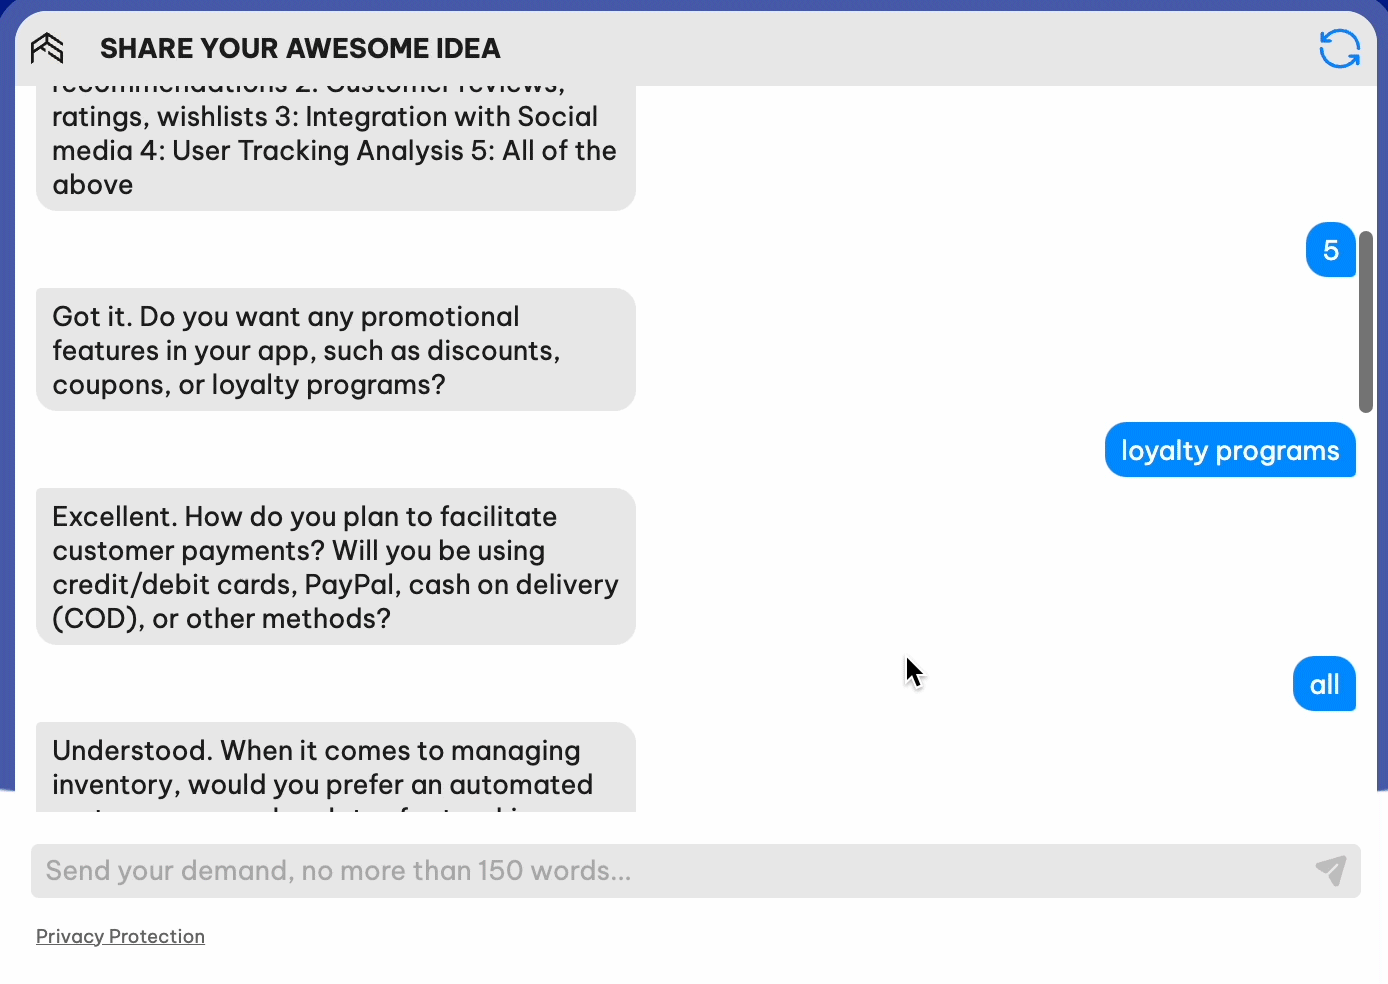 SHARE YOUR AWESOME IDEA
recommendations 2: Customer reviews,
ratings, wishlists 3: Integration with Social
media 4: User Tracking Analysis 5: All of the
above
5
Got it. Do you want any promotional
features in your app, such as discounts,
coupons, or loyalty programs?
loyalty programs
Excellent. How do you plan to facilitate
customer payments? Will you be using
credit/debit cards, PayPal, cash on delivery
(COD), or other methods?
all
Understood. When it comes to managing
inventory, would you prefer an automated
Send your demand, no more than 150 words...
Privacy Protection